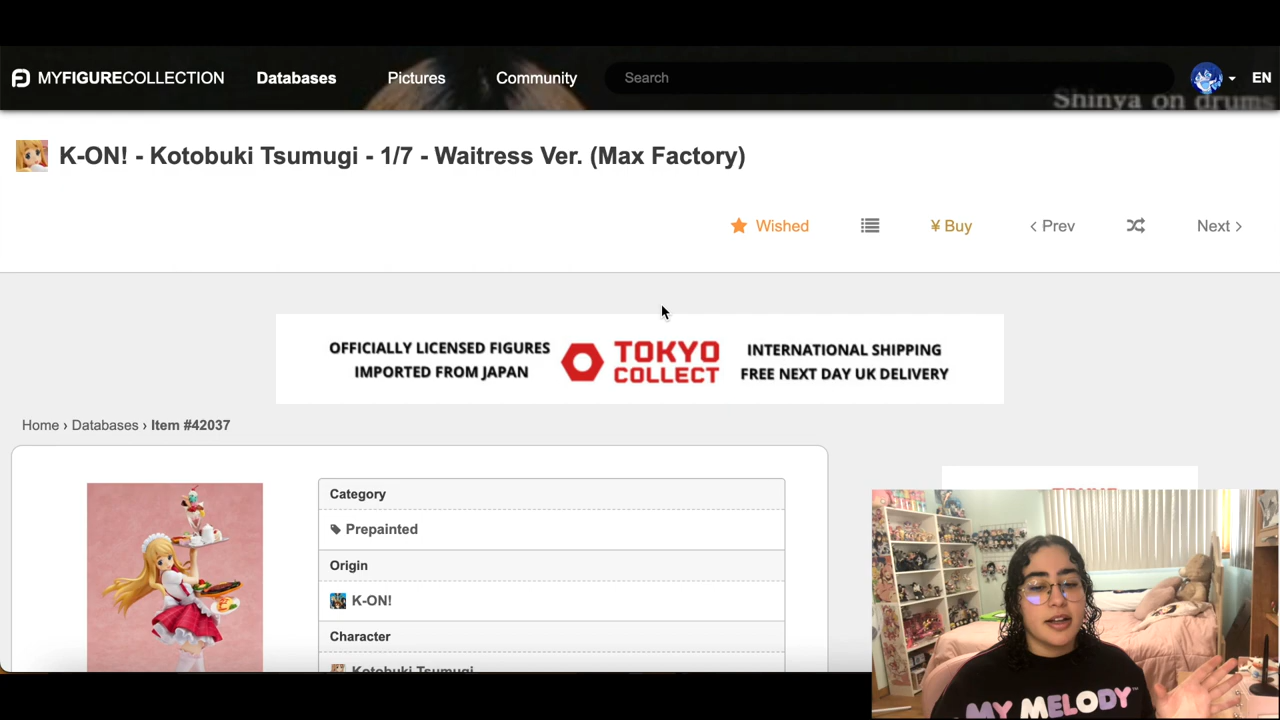 MYFIGURECOLLECTION Databases Pictures Community Search EN
Shinya on drums
K-ON! - Kotobuki Tsumugi - 1/7 - Waitress Ver. (Max Factory)
Wished ¥ Buy < Prev Next >
OFFICIALLY LICENSED FIGURES
IMPORTED FROM JAPAN
TOKYO
COLLECT
INTERNATIONAL SHIPPING
FREE NEXT DAY UK DELIVERY
Home › Databases › Item #42037
Category
Prepainted
Origin
K-ON!
Character
Kotobuki Tsumugi
MY MELODY